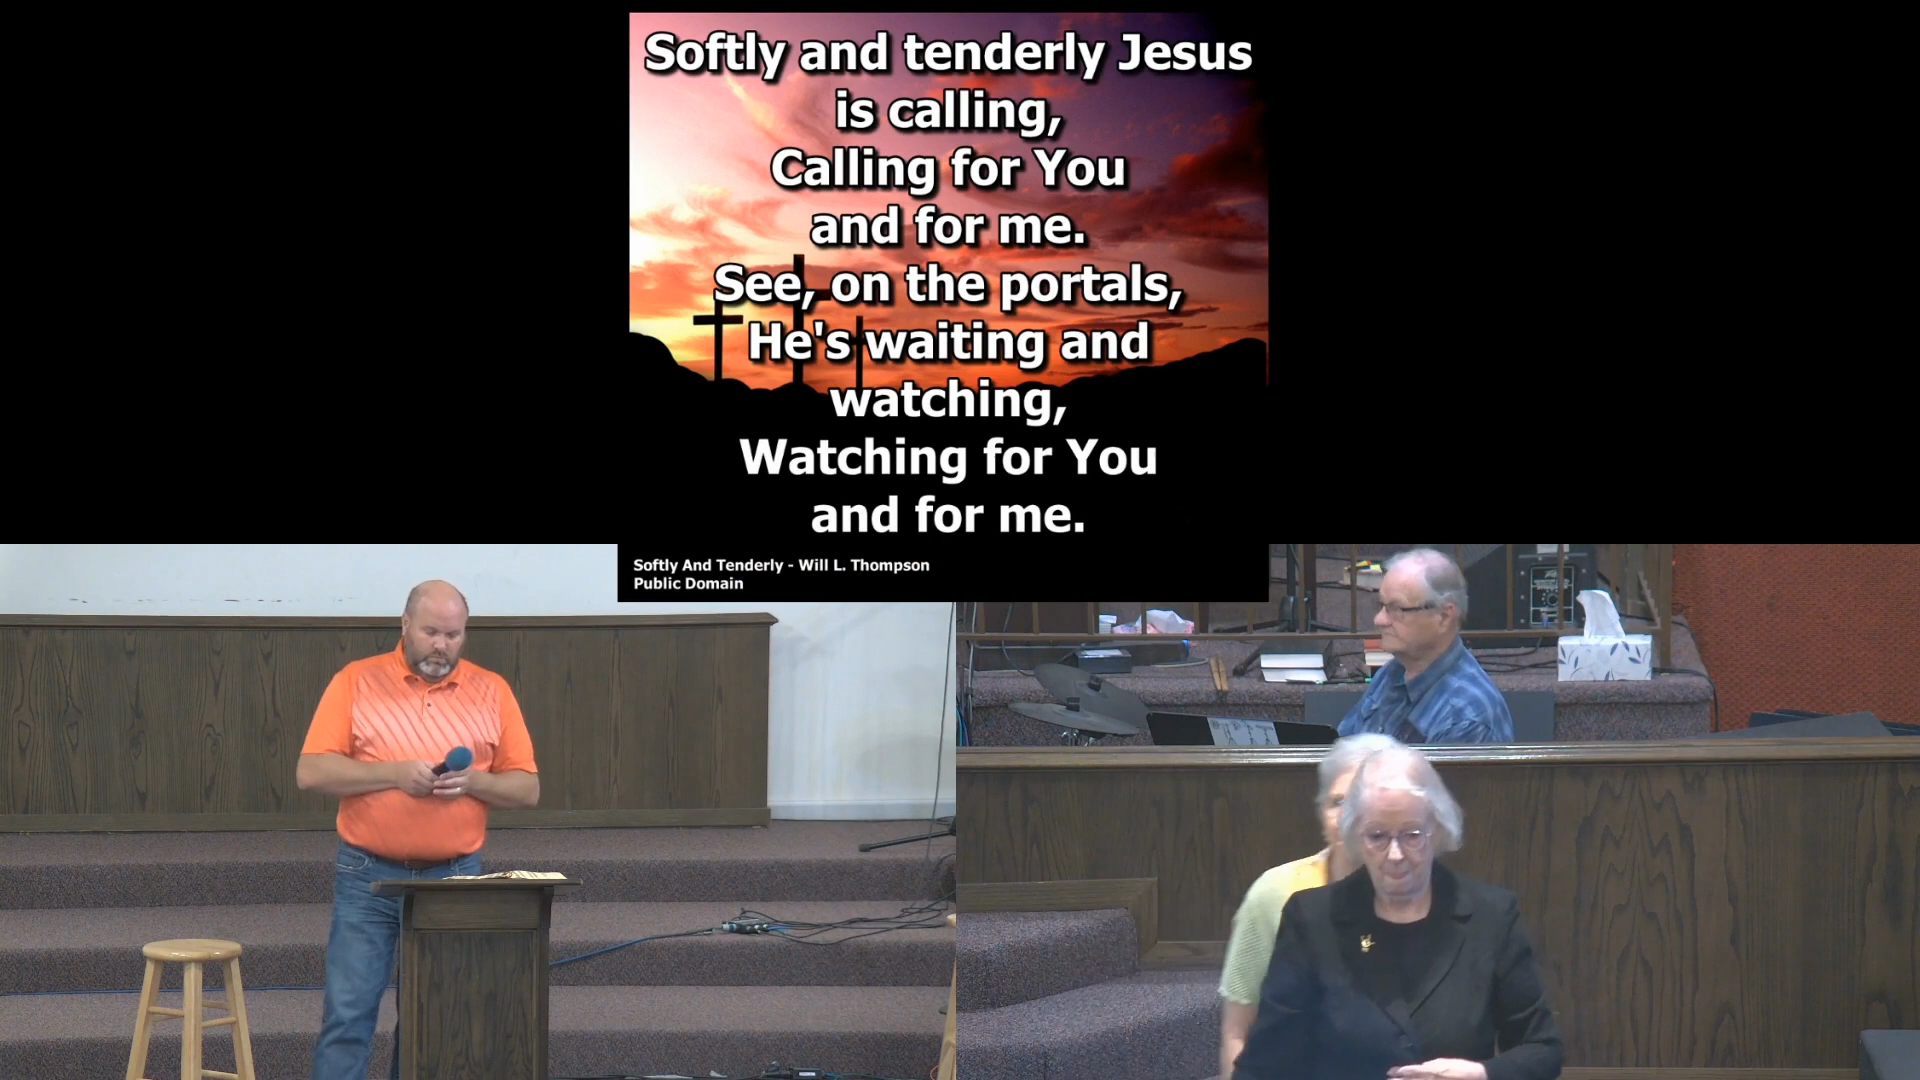 Softly and tenderly Jesus
is calling,
Calling for You
and for me.
See, on the portals,
He's waiting and
watching,
Watching for You
and for me.
Softly And Tenderly - Will L. Thompson
Public Domain